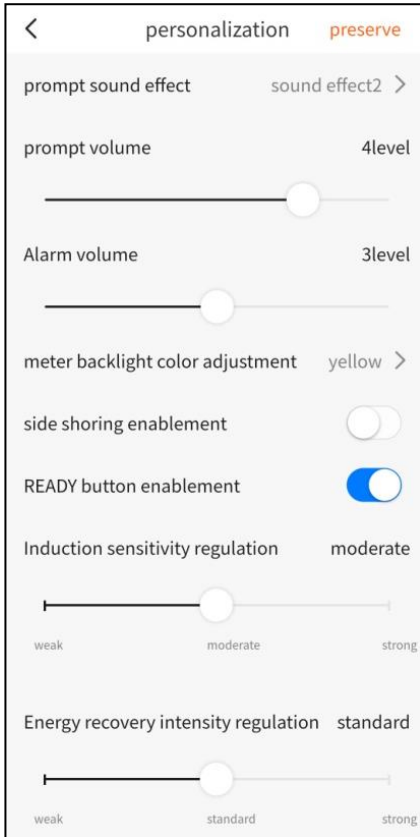 personalization preserve
prompt sound effect sound effect2
prompt volume 4level
Alarm volume 3level
meter backlight color adjustment yellow
side shoring enablement
READY button enablement
Induction sensitivity regulation moderate
weak moderate strong
Energy recovery intensity regulation standard
weak standard strong